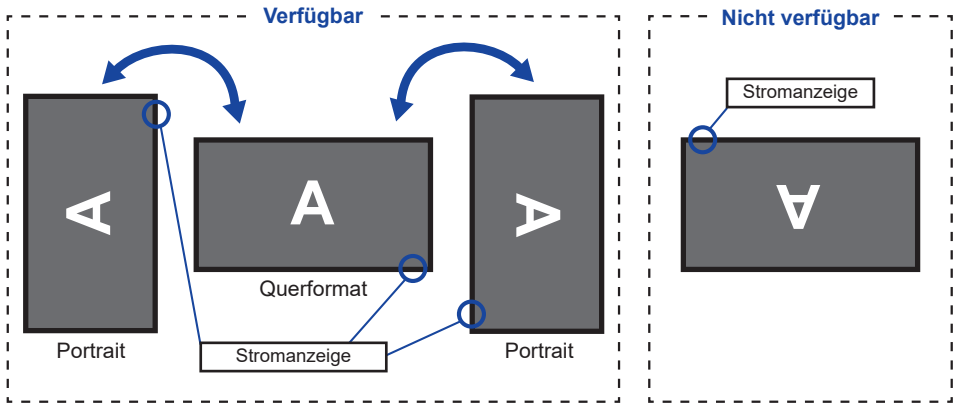 Verfügbar
Nicht verfügbar
Stromanzeige
A
A
A
A
Querformat
Portrait
Stromanzeige
Portrait